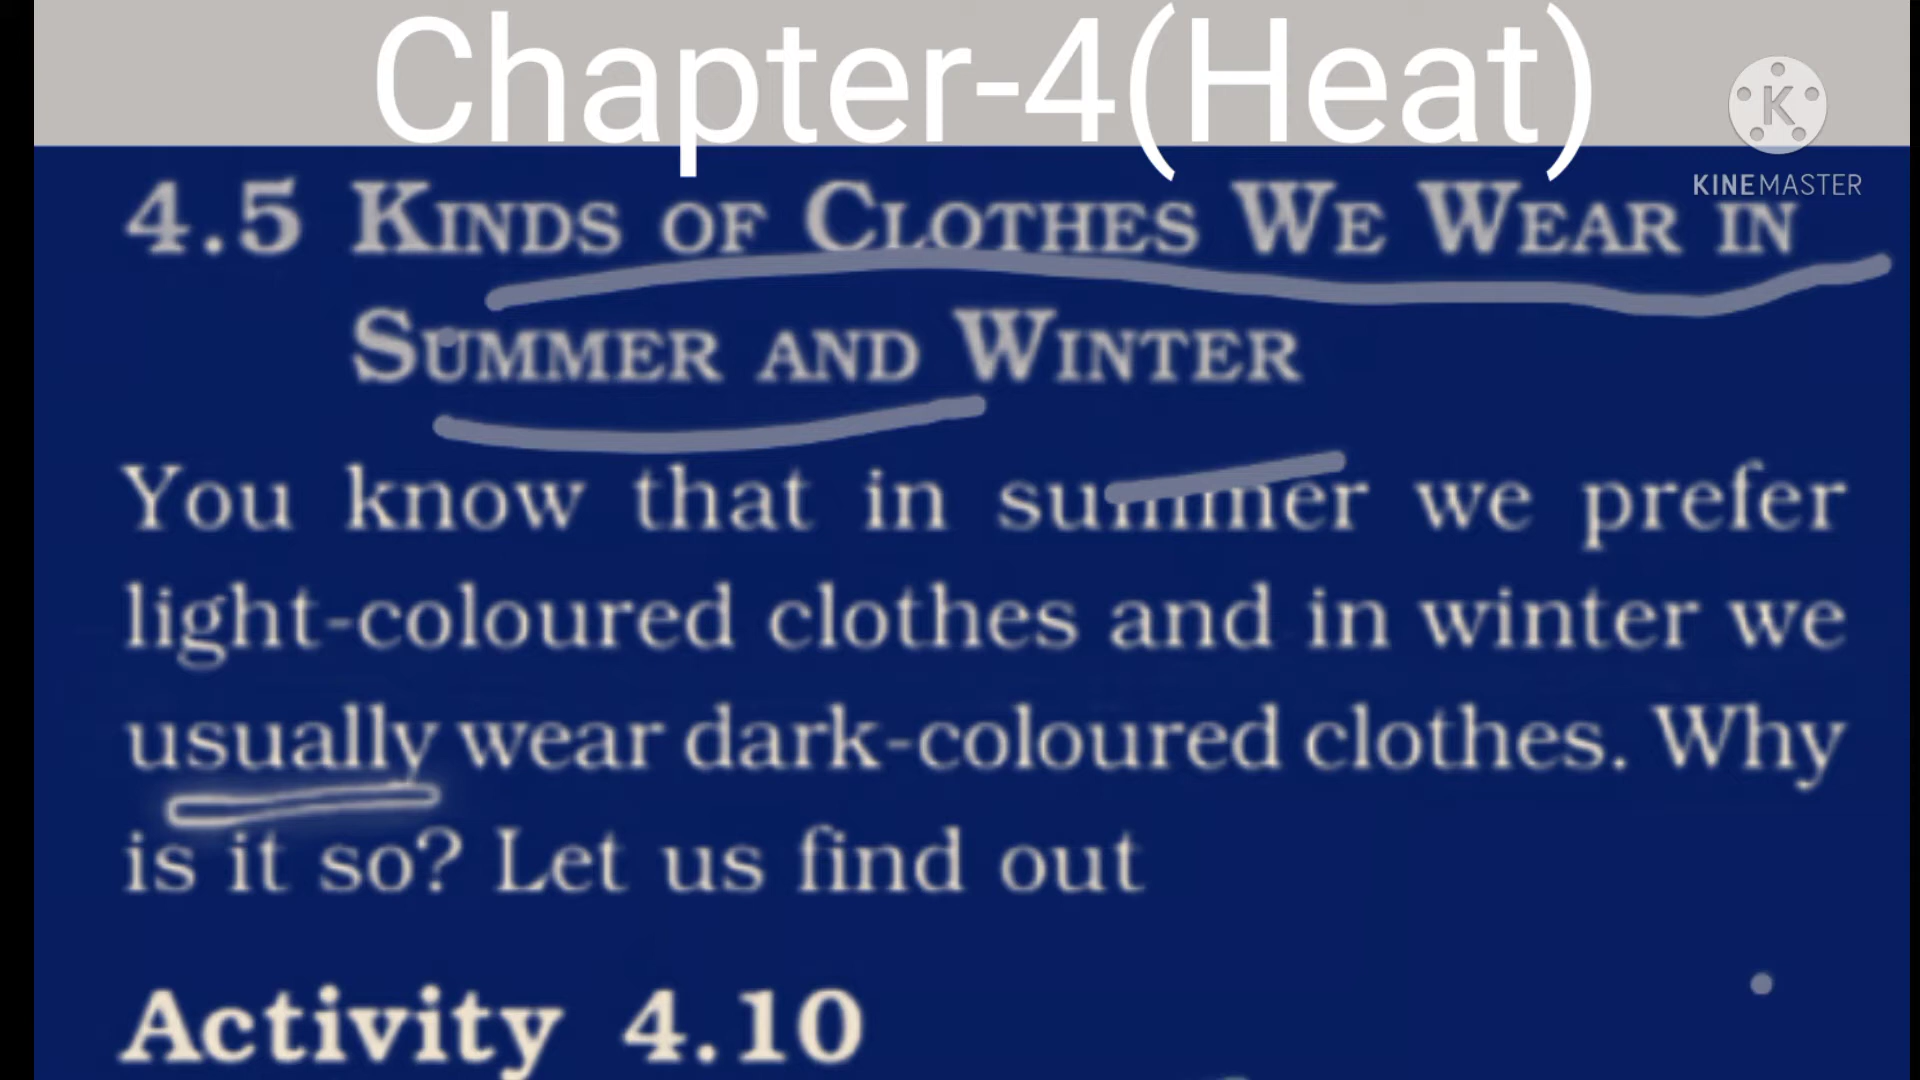 Chapter-4(Heat)
K
KINEMASTER
4.5 KINDS OF CLOTHES WE WEAR IN
SUMMER AND WINTER
You know that in summer we prefer
light-coloured clothes and in winter we
usually wear dark-coloured clothes. Why
is it so? Let us find out
Activity 4.10